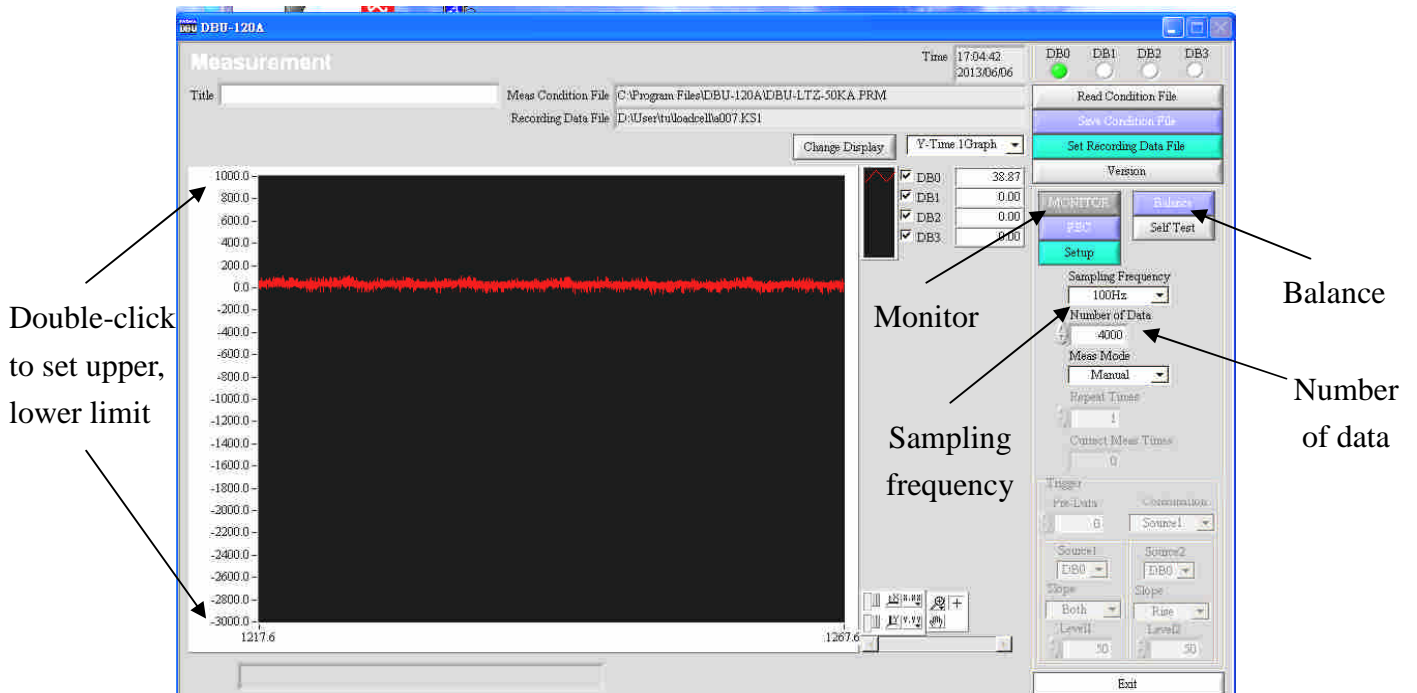 DBU-120A
Measurement
Time 17:04:42
2013/06/06
DB0 DB1 DB2 DB3
Title
Meas Condition File C:\Program Files\DBU-120A\DBU-LTZ-50KA.PRM
Recording Data File D:\User\tu\loadcell\a007.KS1
Read Condition File
Save Condition File
Set Recording Data File
Version
Change Display
Y-Time 1Graph
DB0 38.87
DB1 0.00
DB2 0.00
DB3 0.00
MONITOR
Balance
REC
Self Test
Setup
Sampling Frequency
100Hz
Number of Data
4000
Meas Mode
Manual
Repeat Times
1
Currect Meas Times
0
Trigger
Pre-Data
0
Combination
Source1
Source1
DB0
Slope
Both
Level1
50
Source2
DB0
Slope
Rise
Level2
50
Exit
1000.0
800.0
600.0
400.0
200.0
0.0
-200.0
-400.0
-600.0
-800.0
-1000.0
-1200.0
-1400.0
-1600.0
-1800.0
-2000.0
-2200.0
-2400.0
-2600.0
-2800.0
-3000.0
1217.6
1267.6
Double-click
to set upper,
lower limit
Monitor
Balance
Sampling
frequency
Number
of data